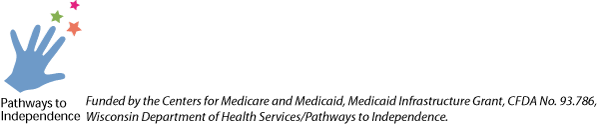 Pathways to
Independence
Funded by the Centers for Medicare and Medicaid, Medicaid Infrastructure Grant, CFDA No. 93.786,
Wisconsin Department of Health Services/Pathways to Independence.